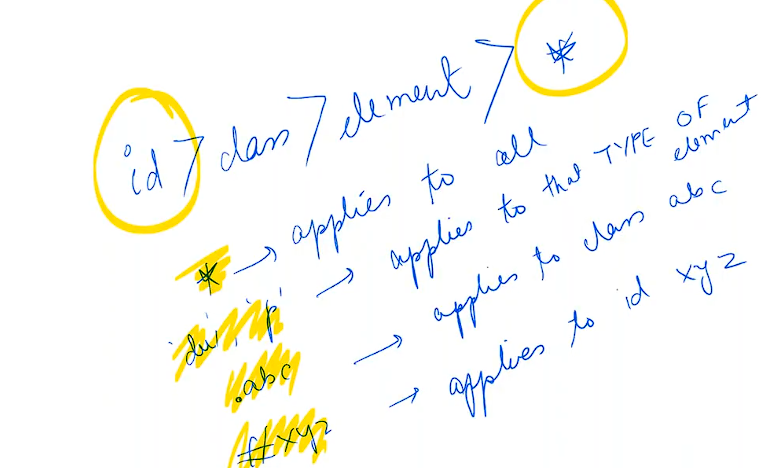 id > class > element > *
* → applies to all
'div', 'p' → applies to that TYPE OF element
.abc → applies to class abc
#xyz → applies to id xyz